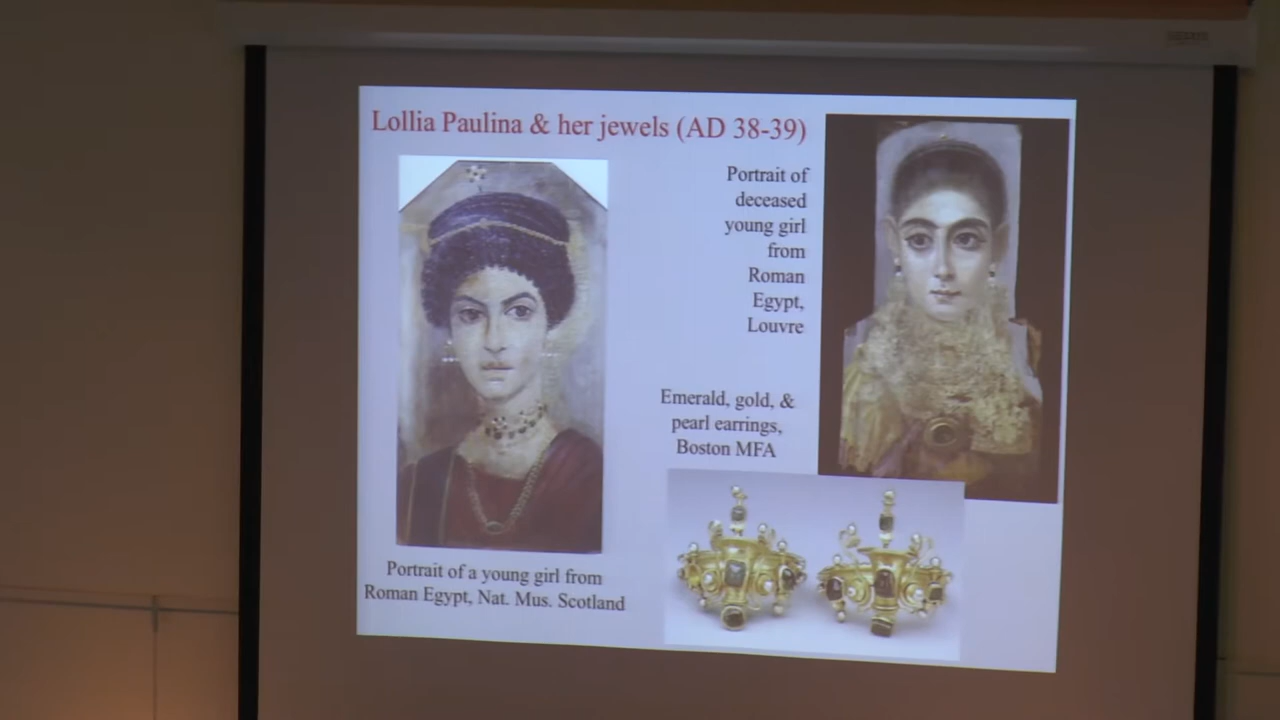 Lollia Paulina & her jewels (AD 38-39)
Portrait of
deceased
young girl
from
Roman
Egypt,
Louvre
Emerald, gold, &
pearl earrings,
Boston MFA
Portrait of a young girl from
Roman Egypt, Nat. Mus. Scotland